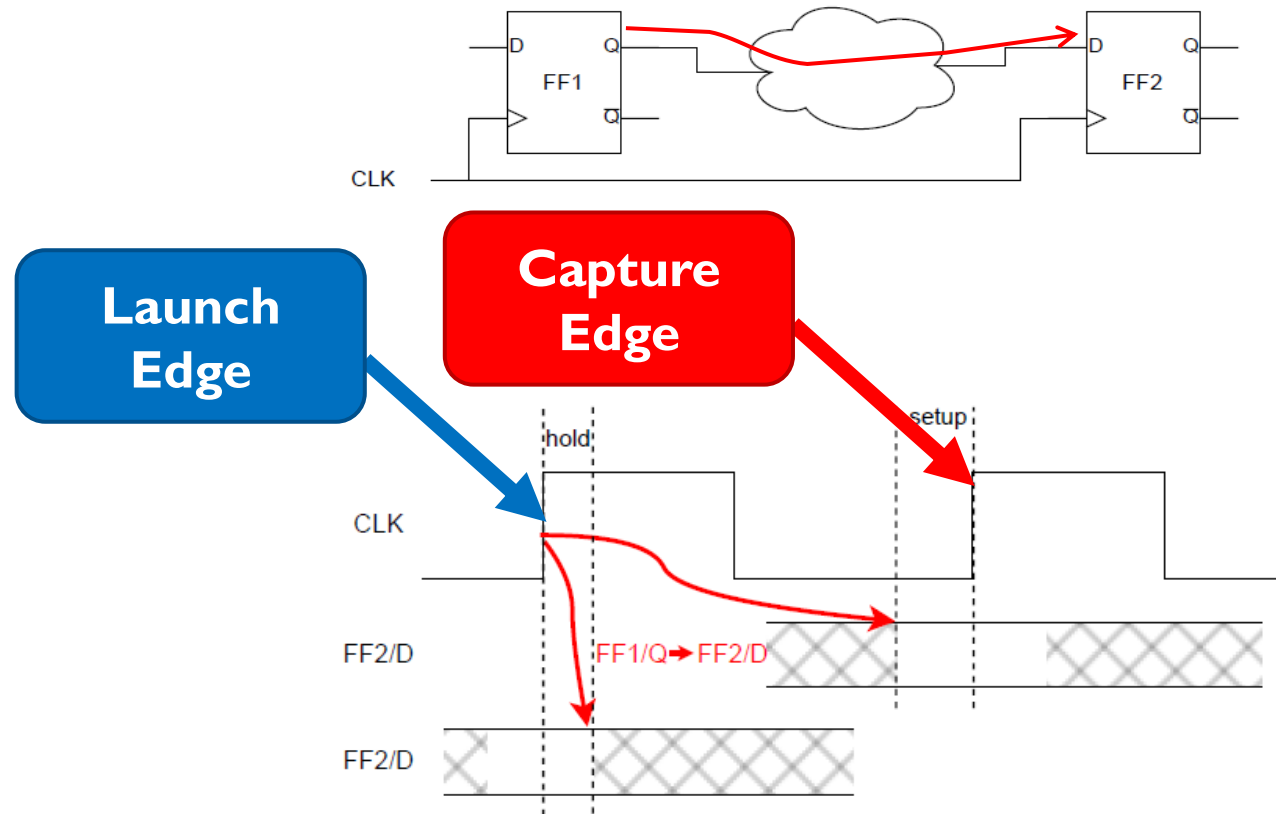 D Q
FF1
Q
D Q
FF2
Q
CLK
Launch
Edge
Capture
Edge
hold
setup
CLK
FF2/D
FF1/Q➔FF2/D
FF2/D